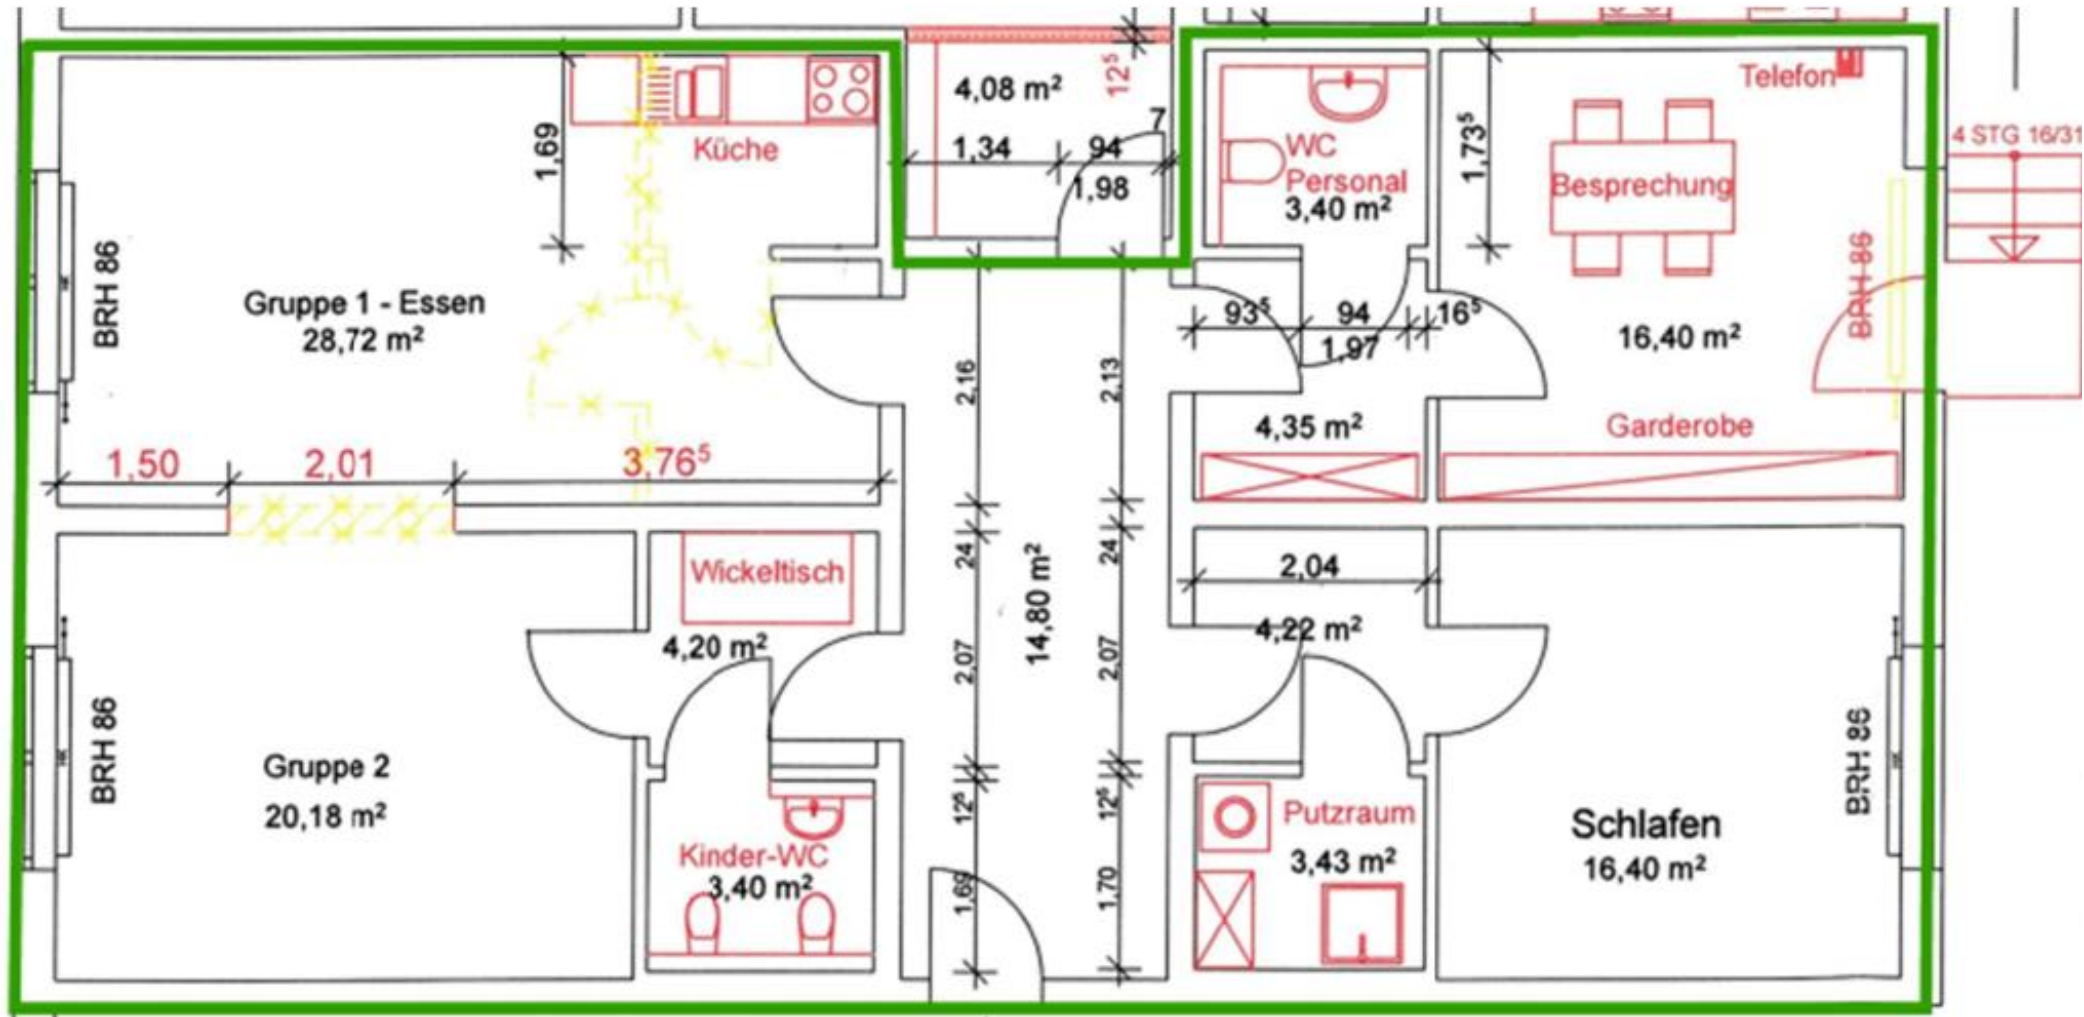 4,08 m²
12⁵
7
1,34
94
1,98
1,69
Küche
BRH 86
Gruppe 1 - Essen
28,72 m²
1,50
2,01
3,76⁵
WC
Personal
3,40 m²
1,73⁵
Telefon
Besprechung
4 STG 16/31
BRH 86
93⁵
94
16⁵
1,97
16,40 m²
4,35 m²
Garderobe
2,16
2,13
24
24
14,80 m²
2,07
2,07
12⁵
12⁵
1,69
1,70
Wickeltisch
4,20 m²
BRH 86
Gruppe 2
20,18 m²
Kinder-WC
3,40 m²
2,04
4,22 m²
Putzraum
3,43 m²
Schlafen
16,40 m²
BRH 86